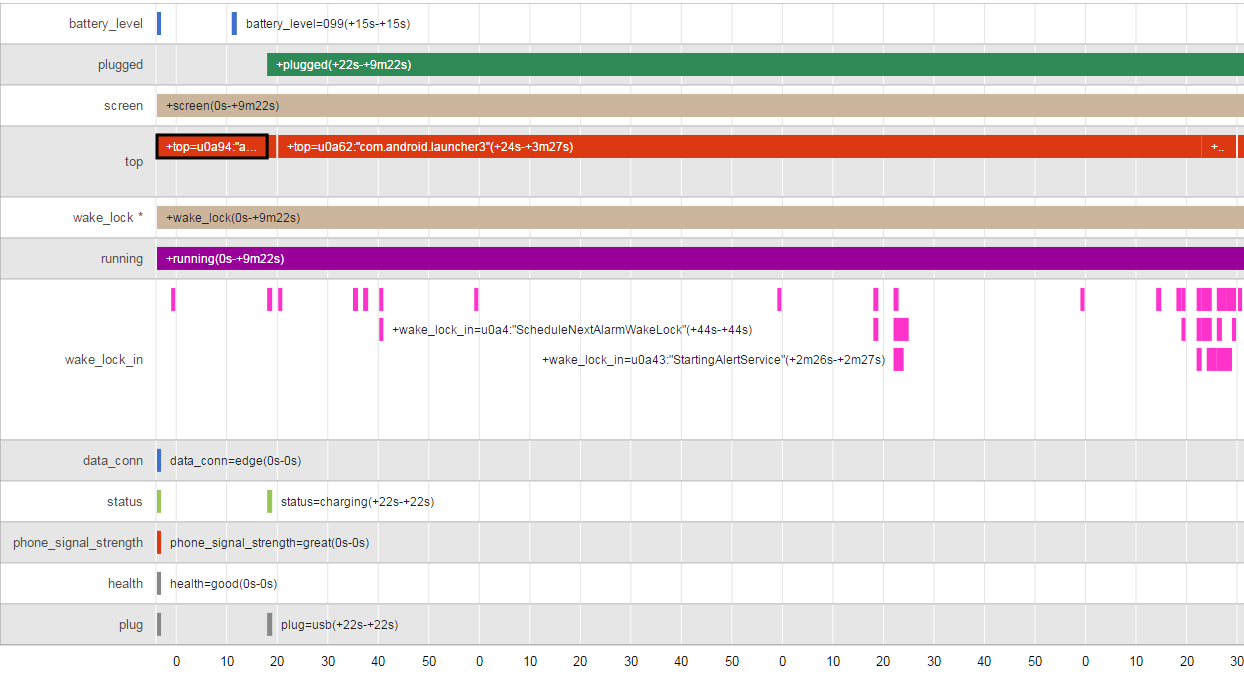 battery_level battery_level=099(+15s-+15s)
plugged +plugged(+22s-+9m22s)
screen +screen(0s-+9m22s)
+top=u0a94:"a... +top=u0a62:"com.android.launcher3"(+24s-+3m27s) +..
top
wake_lock * +wake_lock(0s-+9m22s)
running +running(0s-+9m22s)
+wake_lock_in=u0a4:"ScheduleNextAlarmWakeLock"(+44s-+44s)
wake_lock_in +wake_lock_in=u0a43:"StartingAlertService"(+2m26s-+2m27s)
data_conn data_conn=edge(0s-0s)
status status=charging(+22s-+22s)
phone_signal_strength phone_signal_strength=great(0s-0s)
health health=good(0s-0s)
plug plug=usb(+22s-+22s)
0 10 20 30 40 50 0 10 20 30 40 50 0 10 20 30 40 50 0 10 20 30